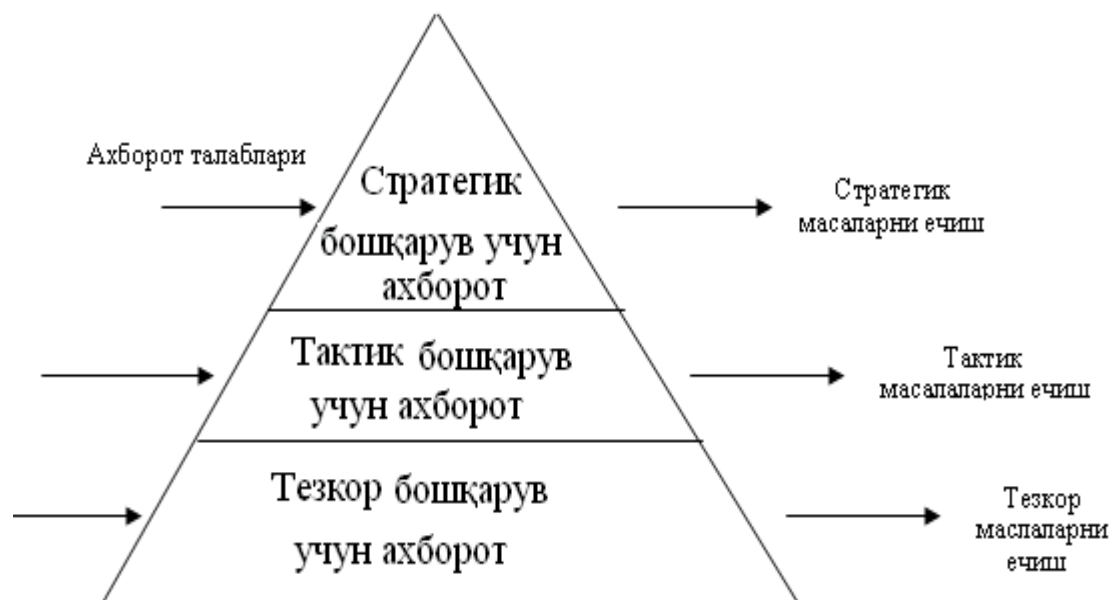 Ахборот талаблари
Стратегик
бошқарув учун
ахборот
Стратегик
масаларни ечиш
Тактик бошқарув
учун ахборот
Тактик
масалаларни ечиш
Тезкор бошқарув
учун ахборот
Тезкор
маслаларни
ечиш